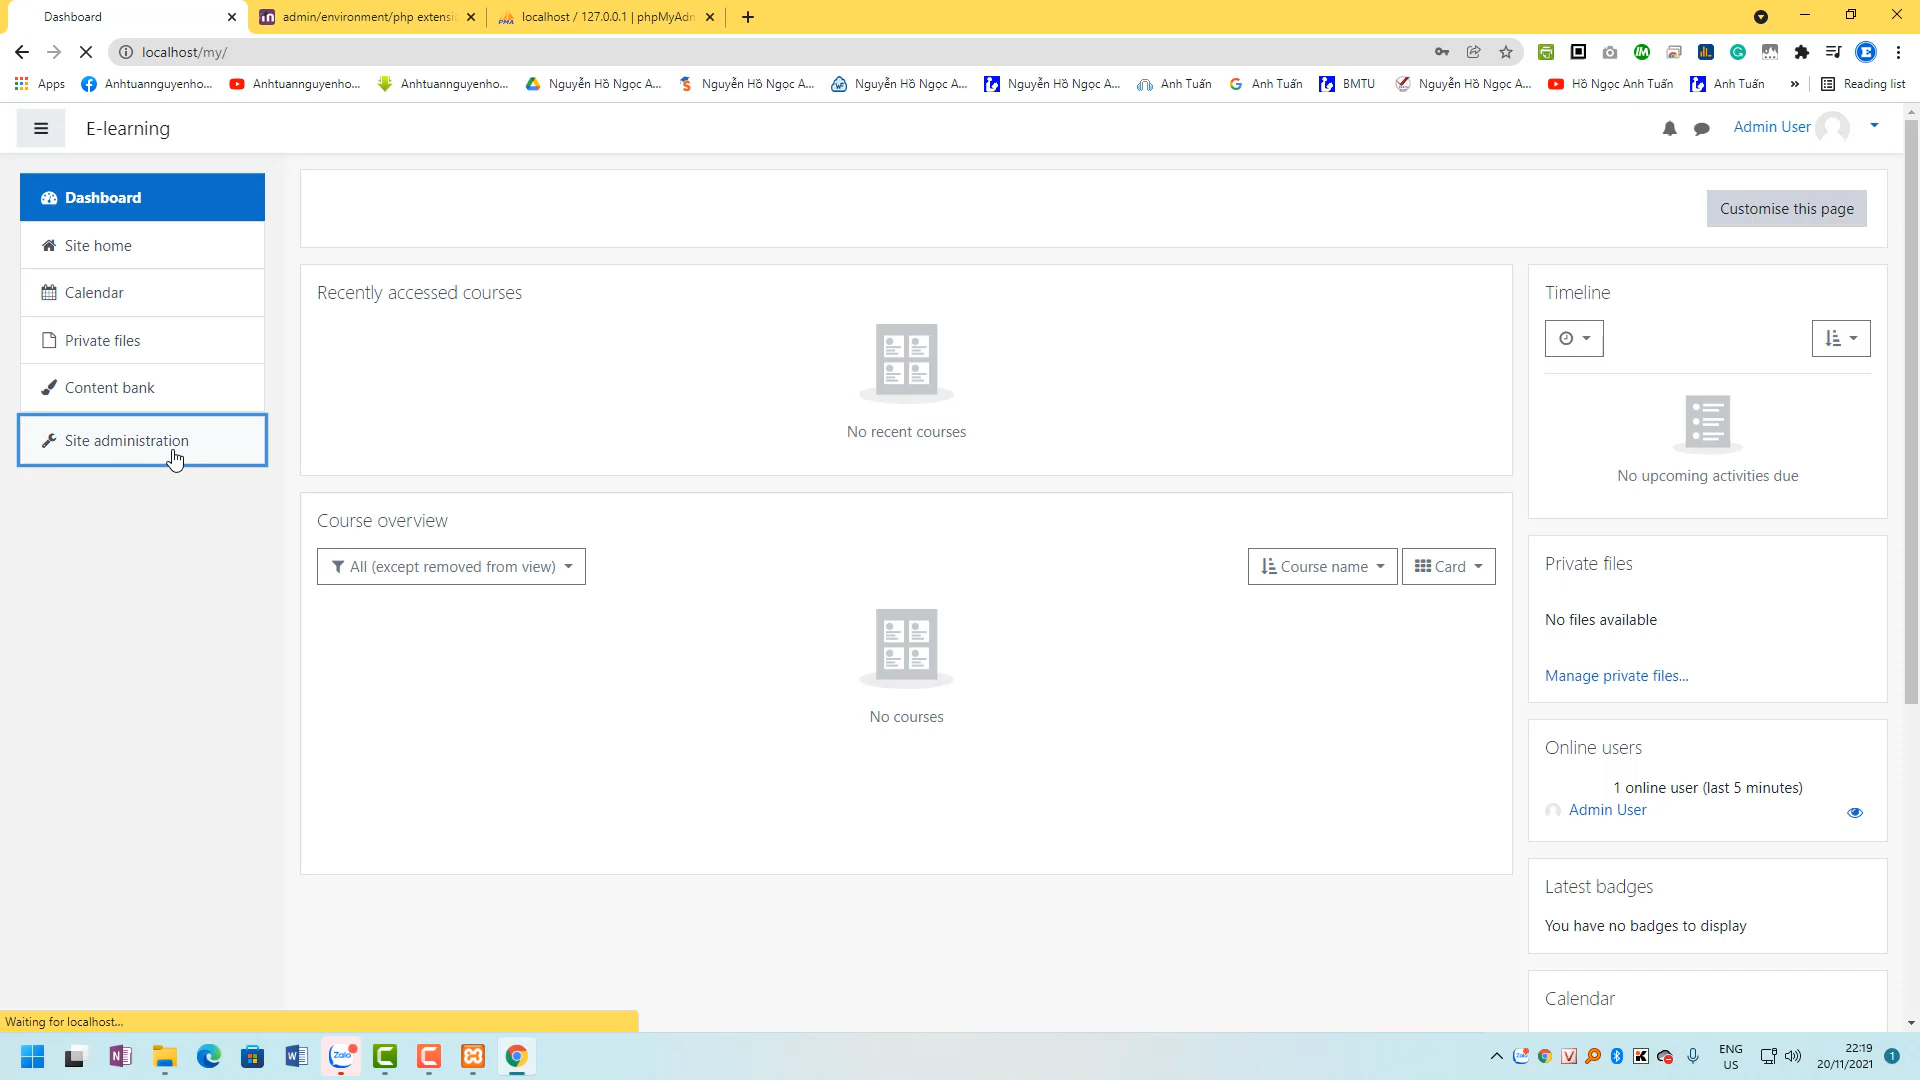 Dashboard
admin/environment/php extensi
localhost / 127.0.0.1 | phpMyAdm
localhost/my/
Apps
Anhtuannguyenho...
Anhtuannguyenho...
Anhtuannguyenho...
Nguyễn Hồ Ngọc A...
Nguyễn Hồ Ngọc A...
Nguyễn Hồ Ngọc A...
Nguyễn Hồ Ngọc A...
Anh Tuấn
Anh Tuấn
BMTU
Nguyễn Hồ Ngọc A...
Hồ Ngọc Anh Tuấn
Anh Tuấn
»
Reading list
E-learning
Admin User
Dashboard
Site home
Calendar
Private files
Content bank
Site administration
Customise this page
Recently accessed courses
No recent courses
Course overview
All (except removed from view)
Course name
Card
No courses
Timeline
No upcoming activities due
Private files
No files available
Manage private files...
Online users
1 online user (last 5 minutes)
Admin User
Latest badges
You have no badges to display
Calendar
Waiting for localhost...
Zalo
ENG
US
22:19
20/11/2021
1